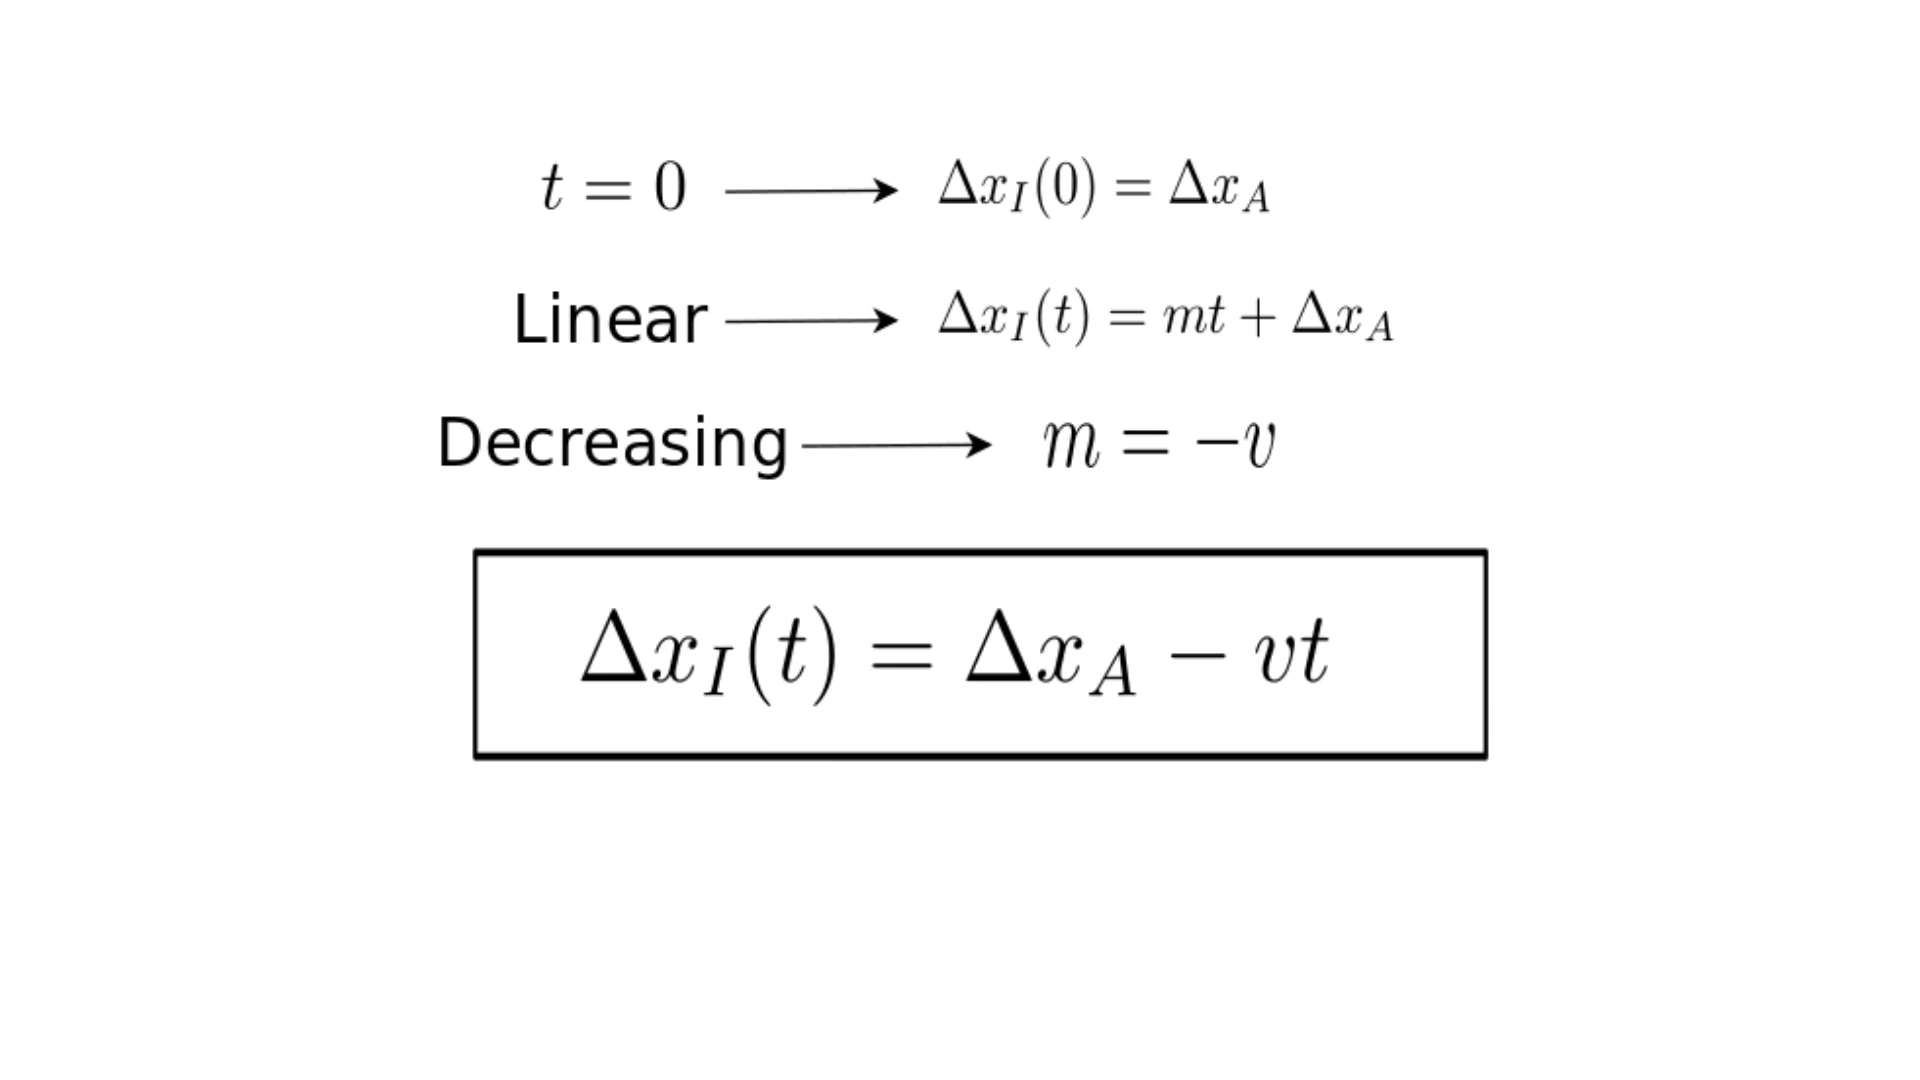 t = 0 ⟶ Δx_I(0) = Δx_A
Linear ⟶ Δx_I(t) = mt + Δx_A
Decreasing ⟶ m = −v
Δx_I(t) = Δx_A − vt